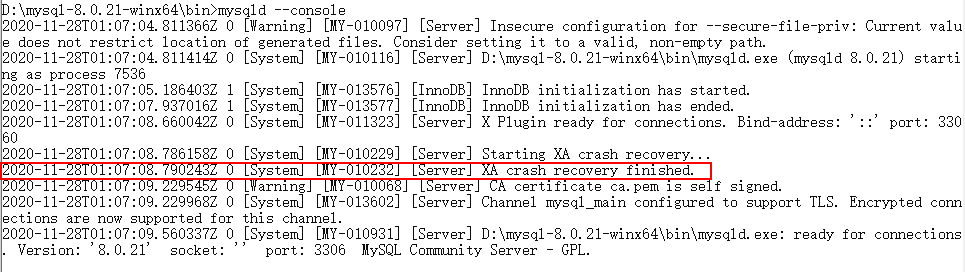 D:\mysql-8.0.21-winx64\bin>mysqld --console
2020-11-28T01:07:04.811366Z 0 [Warning] [MY-010097] [Server] Insecure configuration for --secure-file-priv: Current valu
e does not restrict location of generated files. Consider setting it to a valid, non-empty path.
2020-11-28T01:07:04.811414Z 0 [System] [MY-010116] [Server] D:\mysql-8.0.21-winx64\bin\mysqld.exe (mysqld 8.0.21) starti
ng as process 7536
2020-11-28T01:07:05.186403Z 1 [System] [MY-013576] [InnoDB] InnoDB initialization has started.
2020-11-28T01:07:07.937016Z 1 [System] [MY-013577] [InnoDB] InnoDB initialization has ended.
2020-11-28T01:07:08.660042Z 0 [System] [MY-011323] [Server] X Plugin ready for connections. Bind-address: '::' port: 330
60
2020-11-28T01:07:08.786158Z 0 [System] [MY-010229] [Server] Starting XA crash recovery...
2020-11-28T01:07:08.790243Z 0 [System] [MY-010232] [Server] XA crash recovery finished.
2020-11-28T01:07:09.229545Z 0 [Warning] [MY-010068] [Server] CA certificate ca.pem is self signed.
2020-11-28T01:07:09.229968Z 0 [System] [MY-013602] [Server] Channel mysql_main configured to support TLS. Encrypted conn
ections are now supported for this channel.
2020-11-28T01:07:09.560337Z 0 [System] [MY-010931] [Server] D:\mysql-8.0.21-winx64\bin\mysqld.exe: ready for connections
. Version: '8.0.21'  socket: ''  port: 3306  MySQL Community Server - GPL.